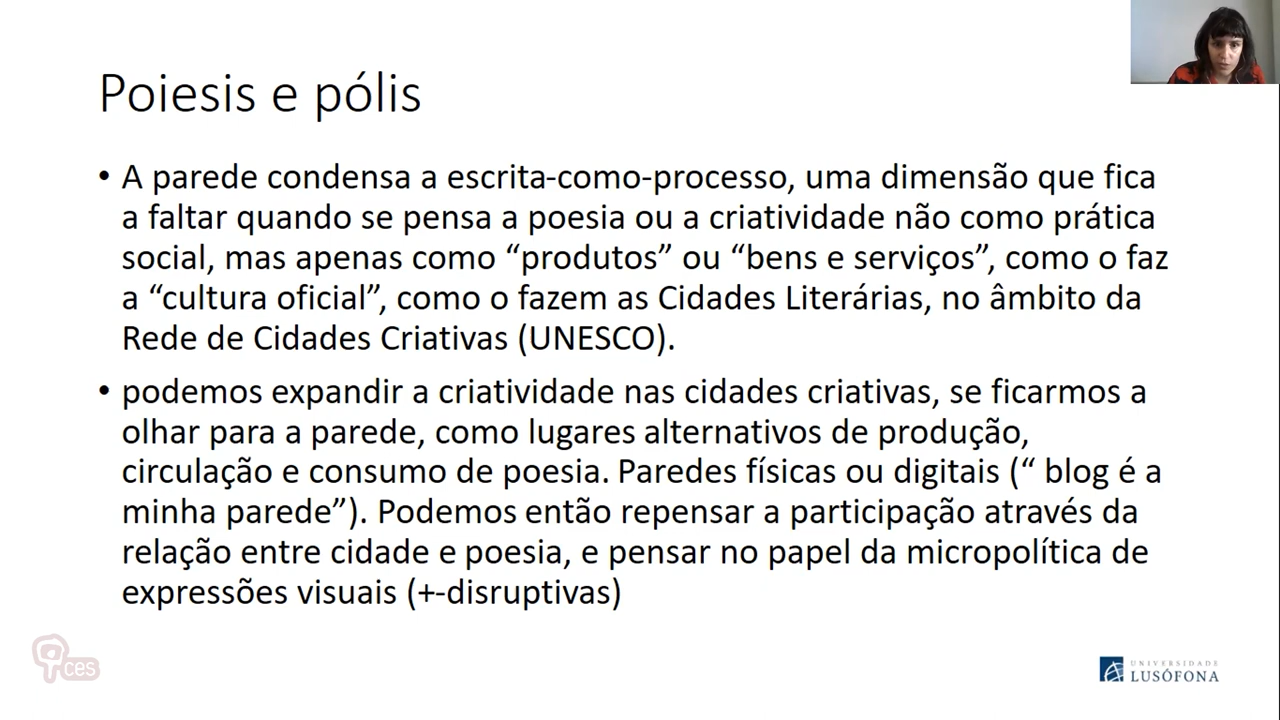 Poiesis e pólis
• A parede condensa a escrita-como-processo, uma dimensão que fica
a faltar quando se pensa a poesia ou a criatividade não como prática
social, mas apenas como “produtos” ou “bens e serviços”, como o faz
a “cultura oficial”, como o fazem as Cidades Literárias, no âmbito da
Rede de Cidades Criativas (UNESCO).
• podemos expandir a criatividade nas cidades criativas, se ficarmos a
olhar para a parede, como lugares alternativos de produção,
circulação e consumo de poesia. Paredes físicas ou digitais (“ blog é a
minha parede”). Podemos então repensar a participação através da
relação entre cidade e poesia, e pensar no papel da micropolítica de
expressões visuais (+-disruptivas)
ces
UNIVERSIDADE
LUSÓFONA